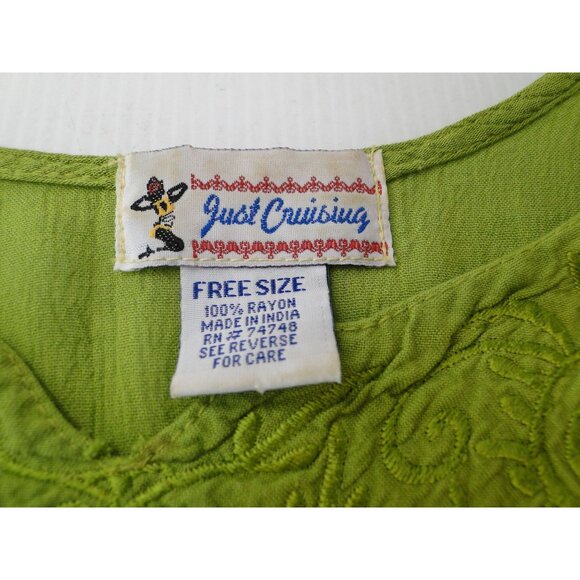 Just Cruising
FREE SIZE
100% RAYON
MADE IN INDIA
RN # 74748
SEE REVERSE
FOR CARE